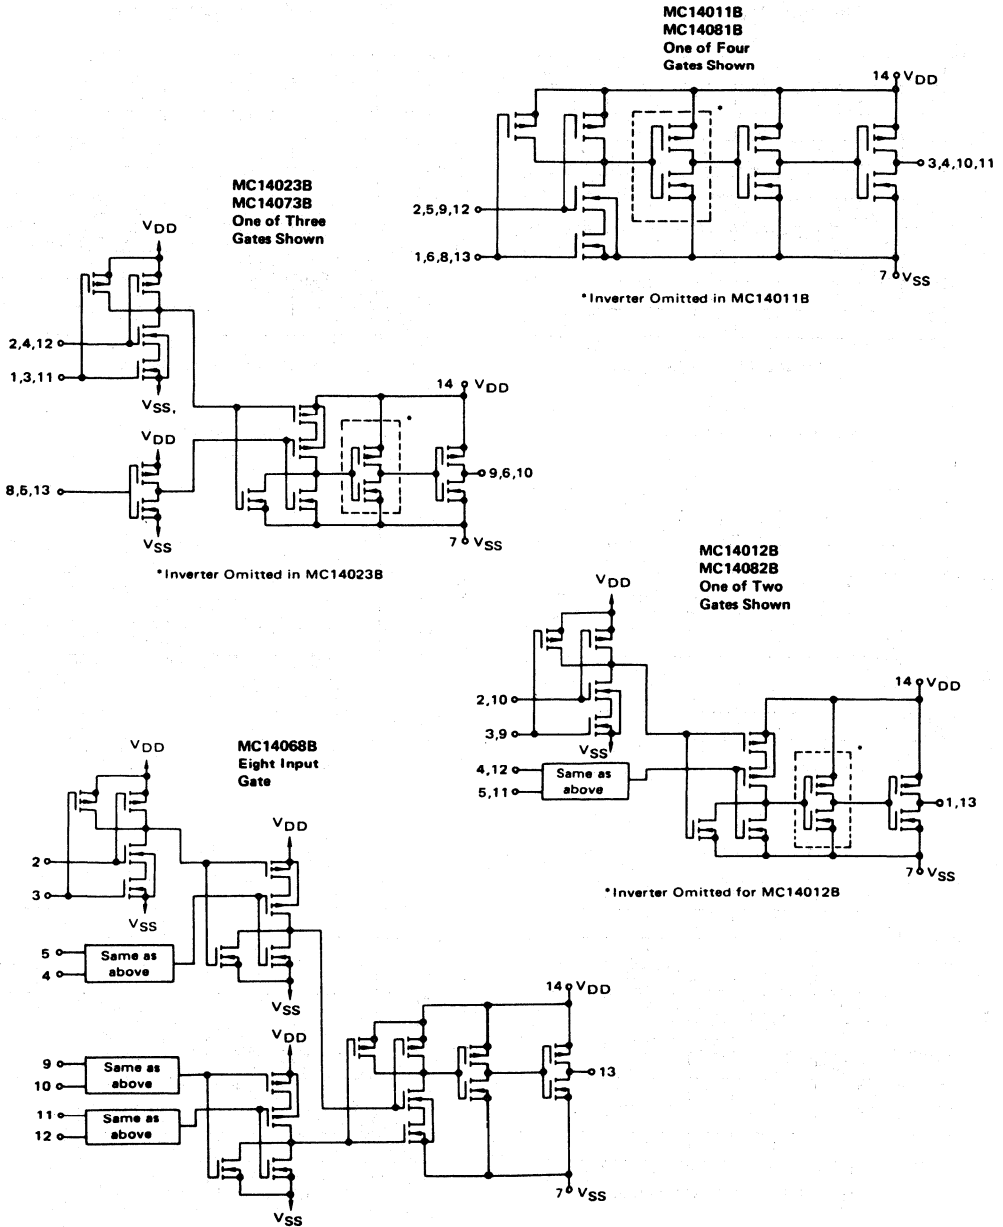 MC14011B
MC14081B
One of Four
Gates Shown
14 VDD
*
3,4,10,11
2,5,9,12
1,6,8,13
7 VSS
*Inverter Omitted in MC14011B
MC14023B
MC14073B
One of Three
Gates Shown
VDD
2,4,12
1,3,11
VSS,
VDD
8,5,13
VSS
14 VDD
*
9,6,10
7 VSS
*Inverter Omitted in MC14023B
MC14012B
MC14082B
One of Two
Gates Shown
VDD
2,10
3,9
VSS
4,12
5,11
Same as
above
14 VDD
*
1,13
7 VSS
*Inverter Omitted for MC14012B
MC14068B
Eight Input
Gate
VDD
2
3
VSS
5
4
Same as
above
VDD
VSS
9
10
Same as
above
11
12
Same as
above
VDD
VSS
14 VDD
13
7 VSS